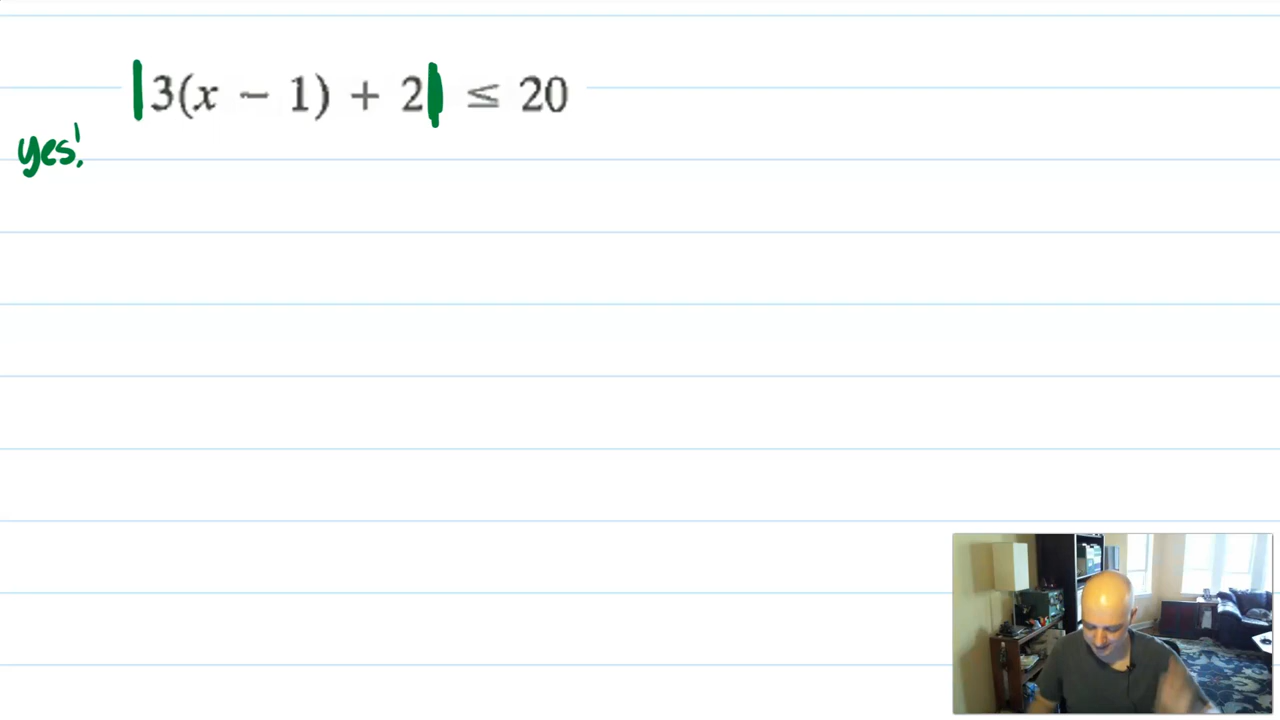 |3(x − 1) + 2| ≤ 20
yes!